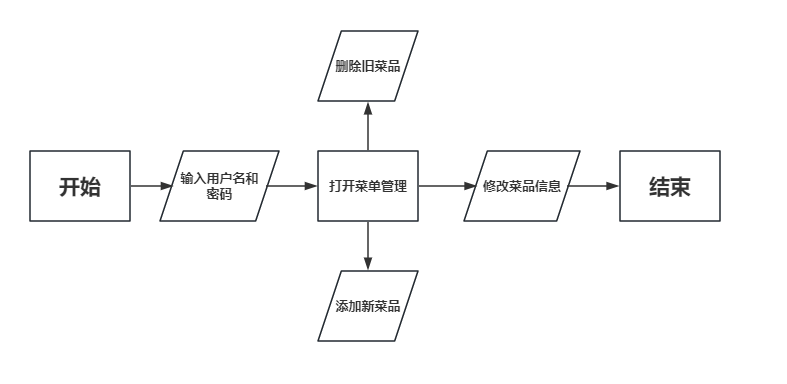 删除旧菜品
开始
输入用户名和
密码
打开菜单管理
修改菜品信息
结束
添加新菜品